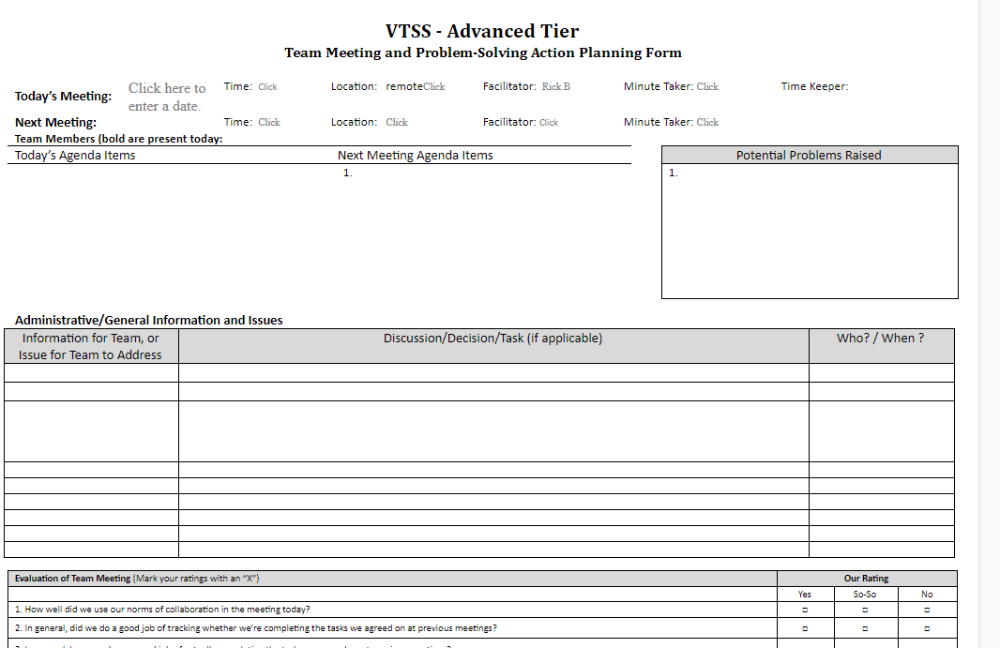 VTSS - Advanced Tier
Team Meeting and Problem-Solving Action Planning Form
Today's Meeting: Click here to enter a date. Time: Click Location: remoteClick Facilitator: Rick B Minute Taker: Click Time Keeper:
Next Meeting: Time: Click Location: Click Facilitator: Click Minute Taker: Click
Team Members (bold are present today:
Today's Agenda Items Next Meeting Agenda Items Potential Problems Raised
1. 1.
Administrative/General Information and Issues
Information for Team, or Discussion/Decision/Task (if applicable) Who? / When ?
Issue for Team to Address
Evaluation of Team Meeting (Mark your ratings with an "X") Our Rating
Yes So-So No
1. How well did we use our norms of collaboration in the meeting today?
2. In general, did we do a good job of tracking whether we're completing the tasks we agreed on at previous meetings?